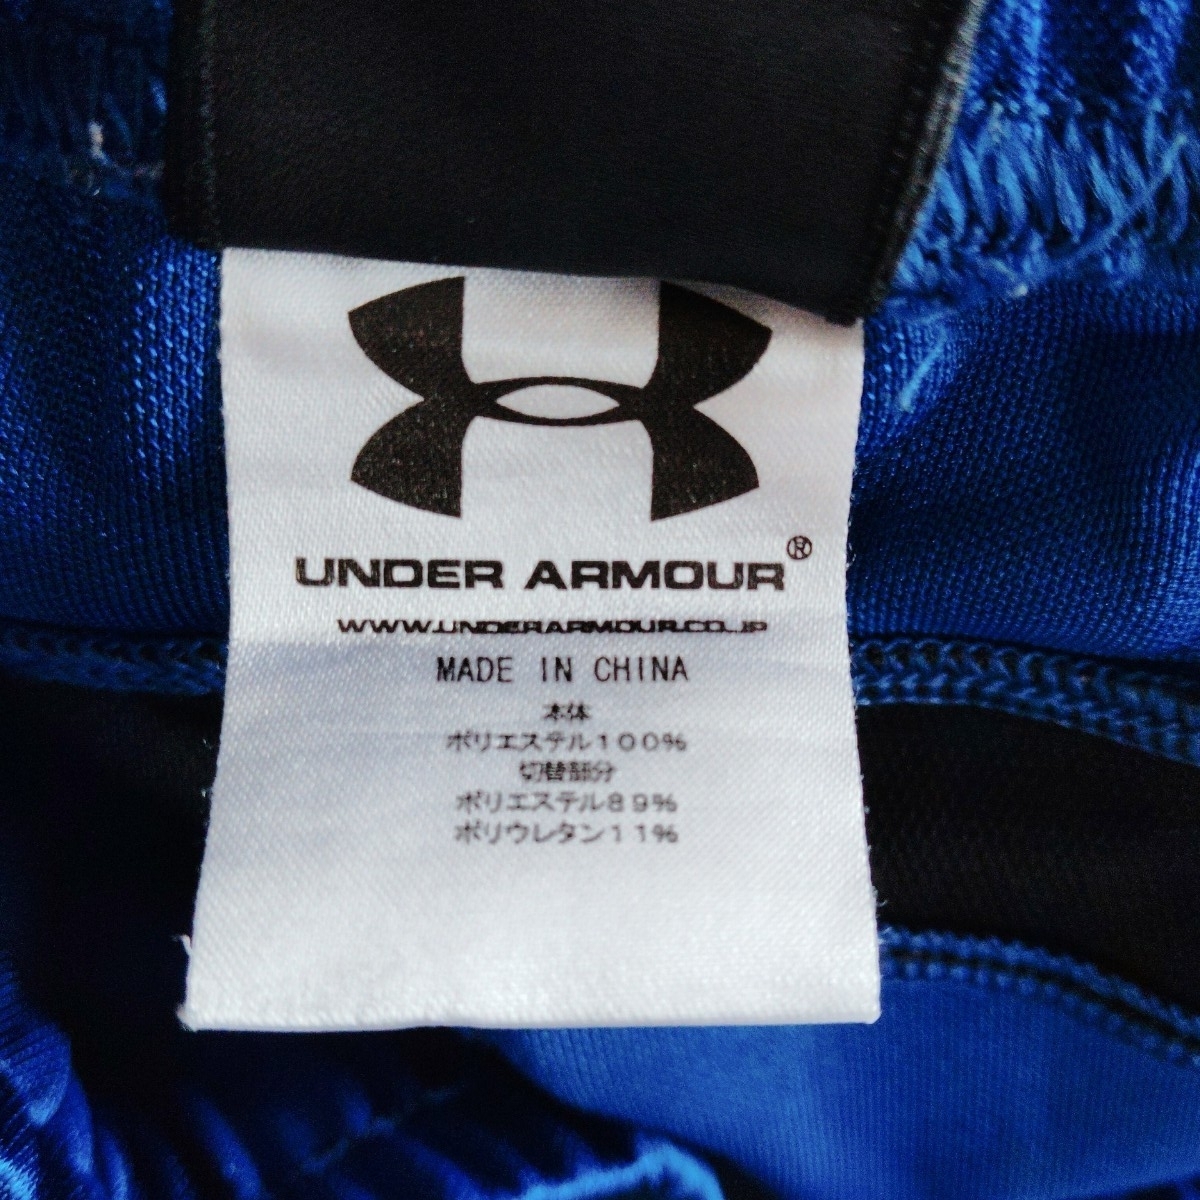 UNDER ARMOUR®
WWW.UNDERARMOUR.CO.JP
MADE IN CHINA
本体
ポリエステル100%
切替部分
ポリエステル89%
ポリウレタン11%